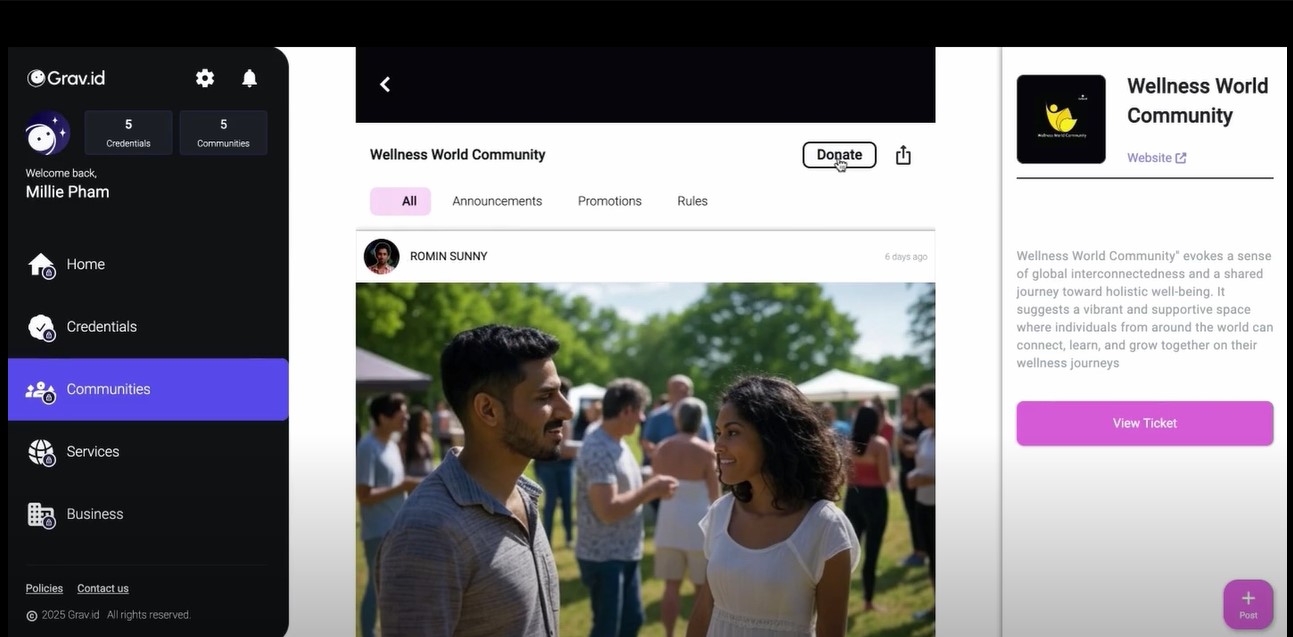 Grav.id
5
Credentials
5
Communities
Welcome back,
Millie Pham
Home
Credentials
Communities
Services
Business
Policies Contact us
© 2025 Grav.id All rights reserved.
Wellness World Community
Donate
All Announcements Promotions Rules
ROMIN SUNNY
6 days ago
Wellness World
Community
Wellness World Community
Website
Wellness World Community" evokes a sense
of global interconnectedness and a shared
journey toward holistic well-being. It
suggests a vibrant and supportive space
where individuals from around the world can
connect, learn, and grow together on their
wellness journeys
View Ticket
Post